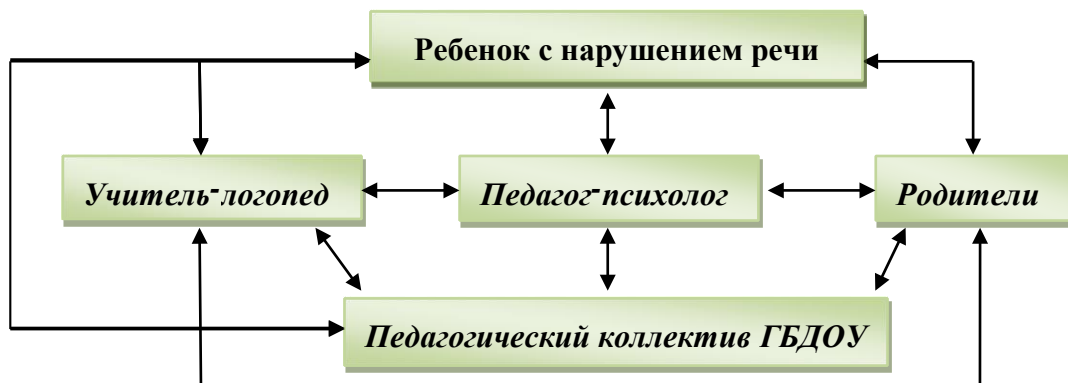 Ребенок с нарушением речи
Учитель-логопед
Педагог-психолог
Родители
Педагогический коллектив ГБДОУ